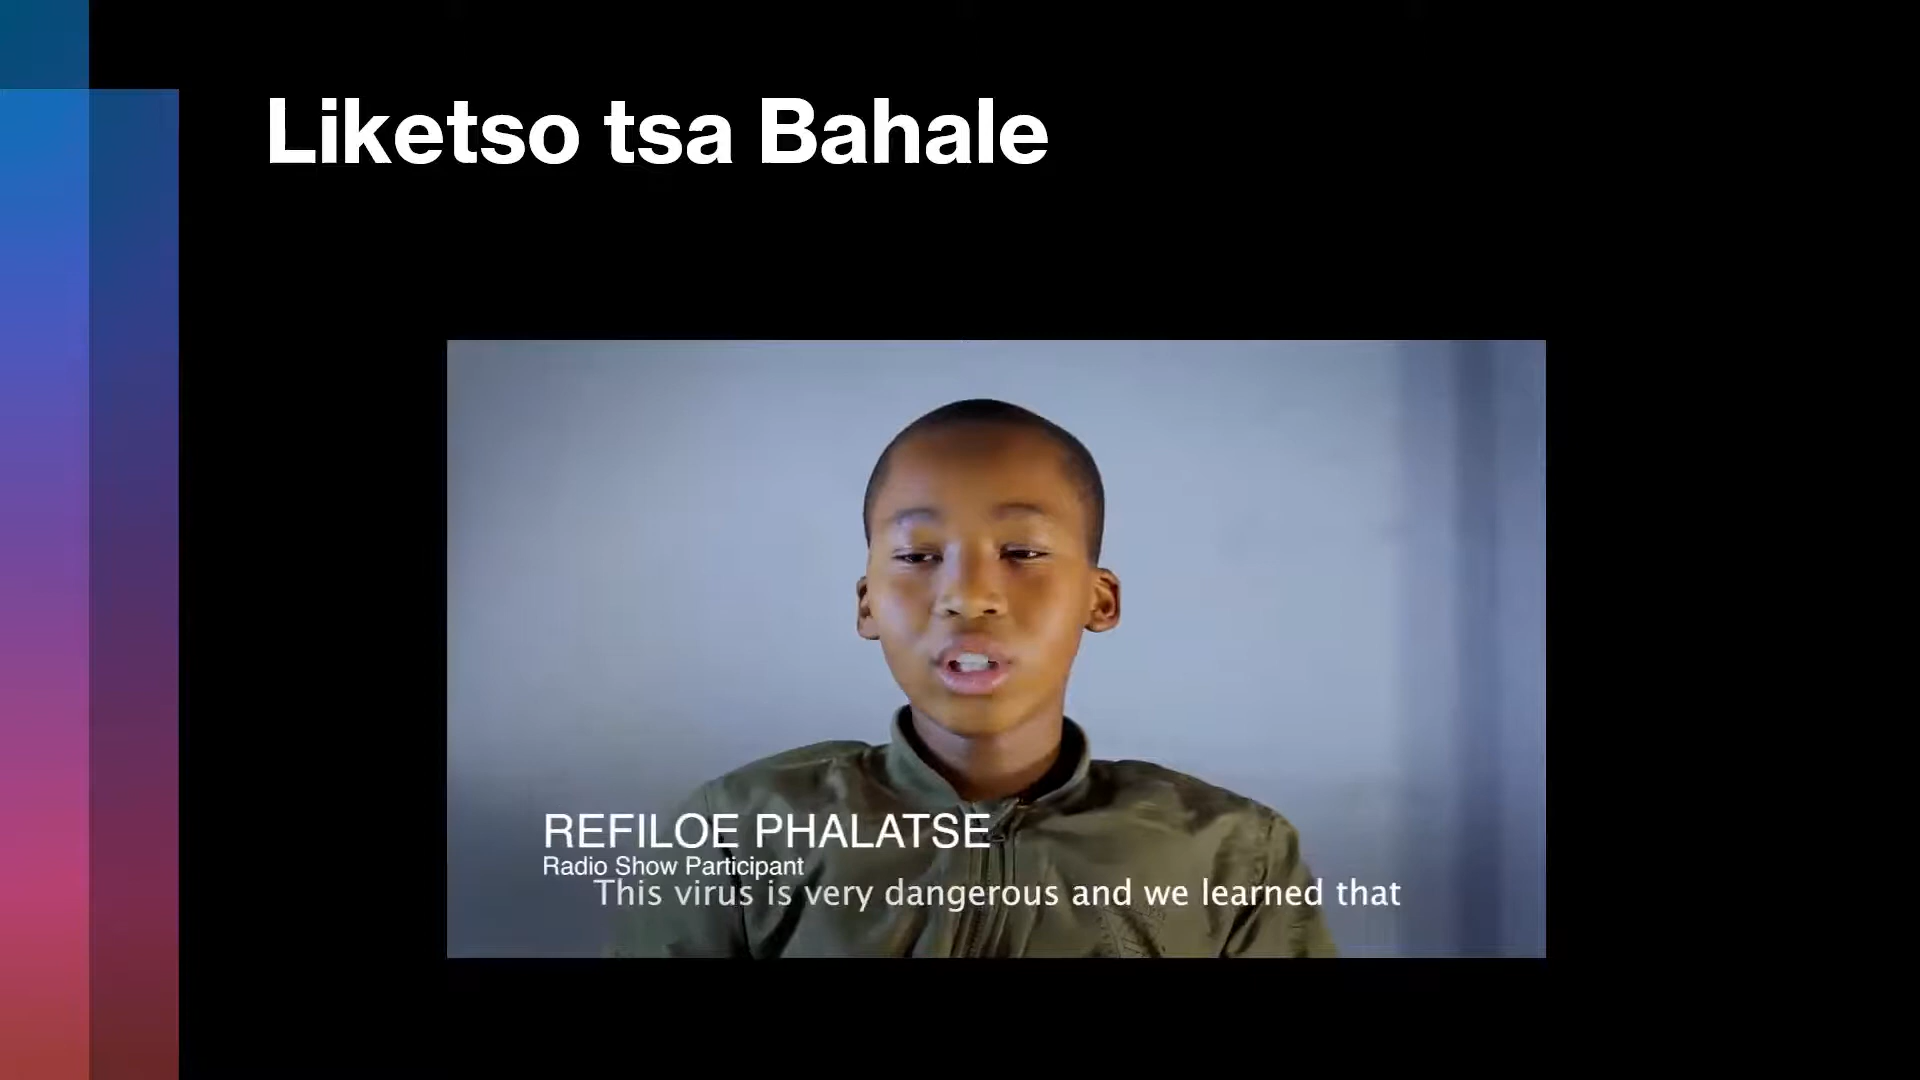 Liketso tsa Bahale
REFILOE PHALATSE
Radio Show Participant
This virus is very dangerous and we learned that